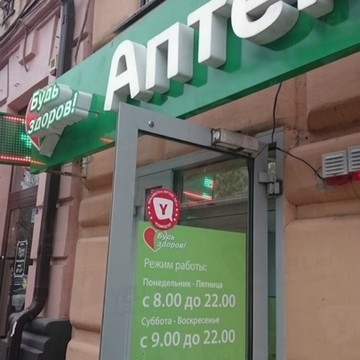 Будь
здоров!
Апте
Y
Будь
здоров!
Режим работы:
Понедельник - Пятница
с 8.00 до 22.00
Суббота - Воскресенье
с 9.00 до 22.00